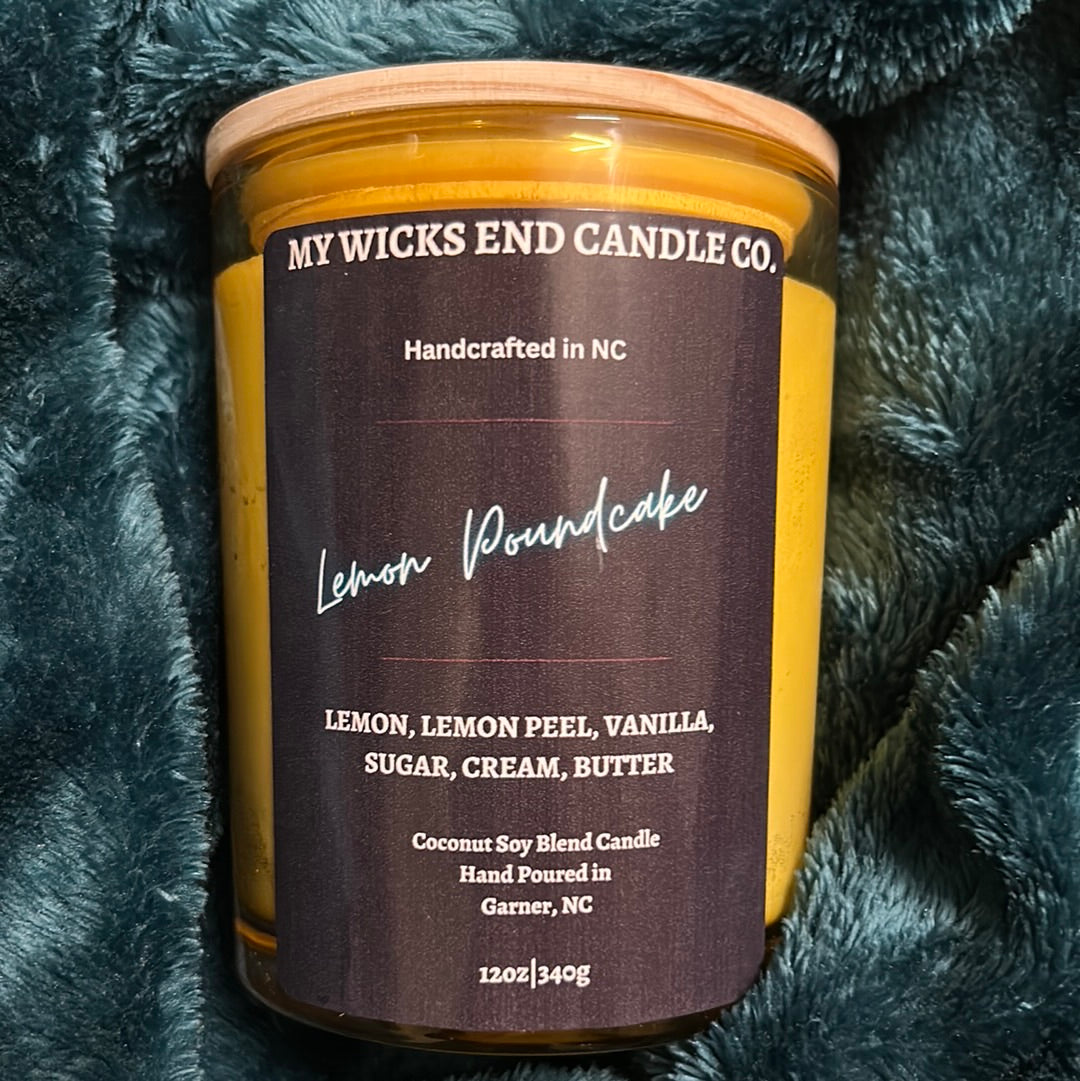 MY WICKS END CANDLE CO.
Handcrafted in NC
Lemon Poundcake
LEMON, LEMON PEEL, VANILLA,
SUGAR, CREAM, BUTTER
Coconut Soy Blend Candle
Hand Poured in
Garner, NC
12oz|340g